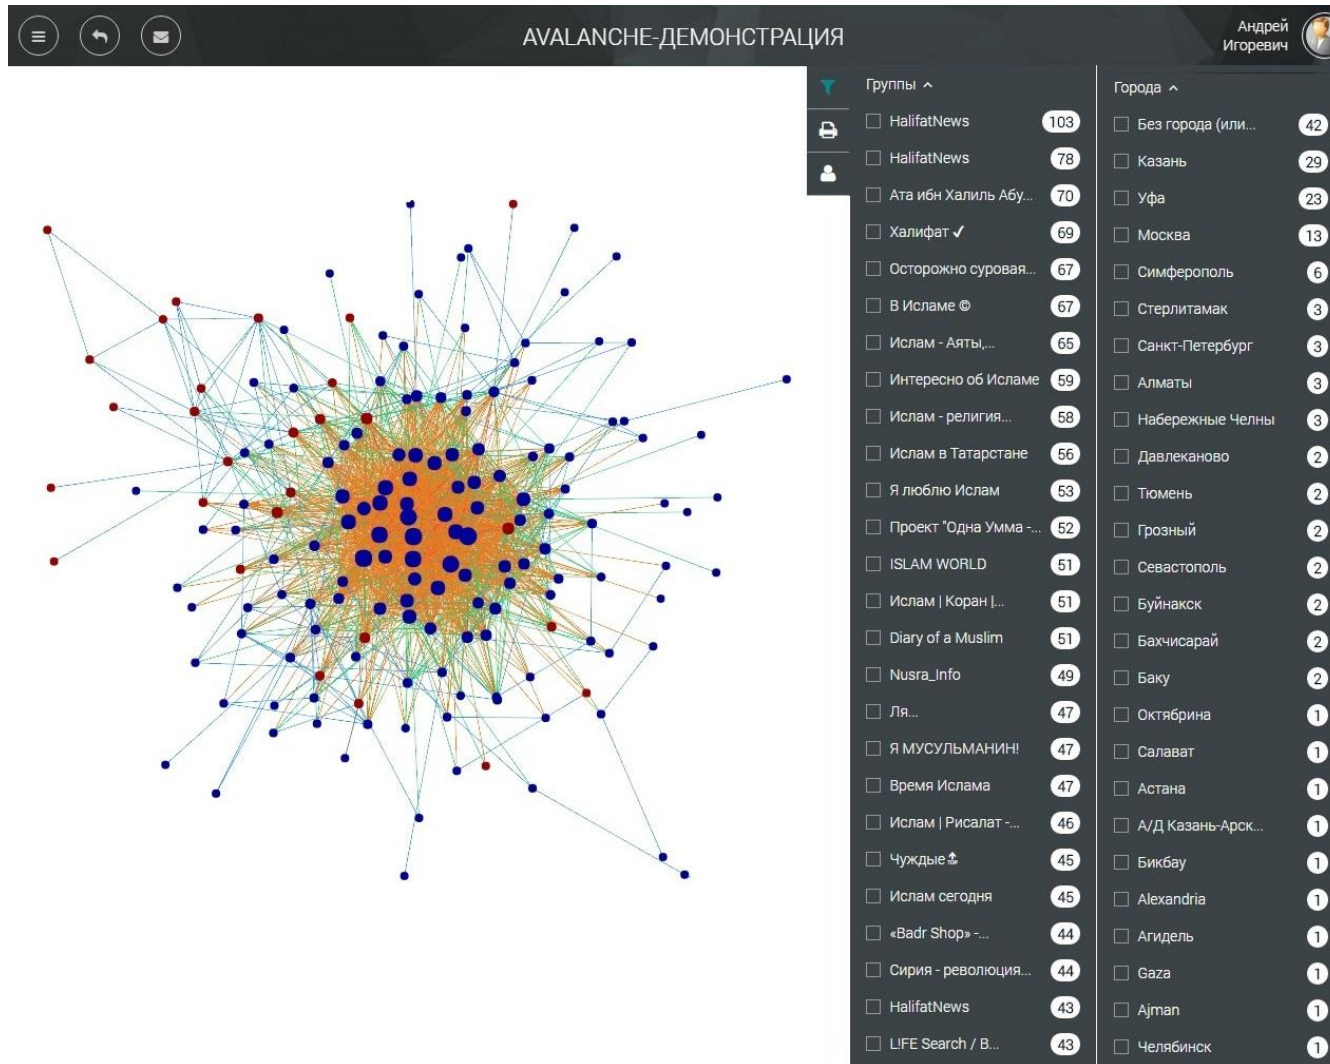 AVALANCHE-ДЕМОНСТРАЦИЯ
Андрей
Игоревич
Группы
HalifatNews 103
HalifatNews 78
Ата ибн Халиль Абу... 70
Халифат ✓ 69
Осторожно суровая... 67
В Исламе © 67
Ислам - Аяты,... 65
Интересно об Исламе 59
Ислам - религия... 58
Ислам в Татарстане 56
Я люблю Ислам 53
Проект "Одна Умма -... 52
ISLAM WORLD 51
Ислам | Коран |... 51
Diary of a Muslim 51
Nusra_Info 49
Ля... 47
Я МУСУЛЬМАНИН! 47
Время Ислама 47
Ислам | Рисалат -... 46
Чуждые 45
Ислам сегодня 45
«Badr Shop» -... 44
Сирия - революция... 44
HalifatNews 43
L!FE Search / В... 43
Города
Без города (или... 42
Казань 29
Уфа 23
Москва 13
Симферополь 6
Стерлитамак 3
Санкт-Петербург 3
Алматы 3
Набережные Челны 3
Давлеканово 2
Тюмень 2
Грозный 2
Севастополь 2
Буйнакск 2
Бахчисарай 2
Баку 2
Октябрина 1
Салават 1
Астана 1
А/Д Казань-Арск... 1
Бикбау 1
Alexandria 1
Агидель 1
Gaza 1
Ajman 1
Челябинск 1